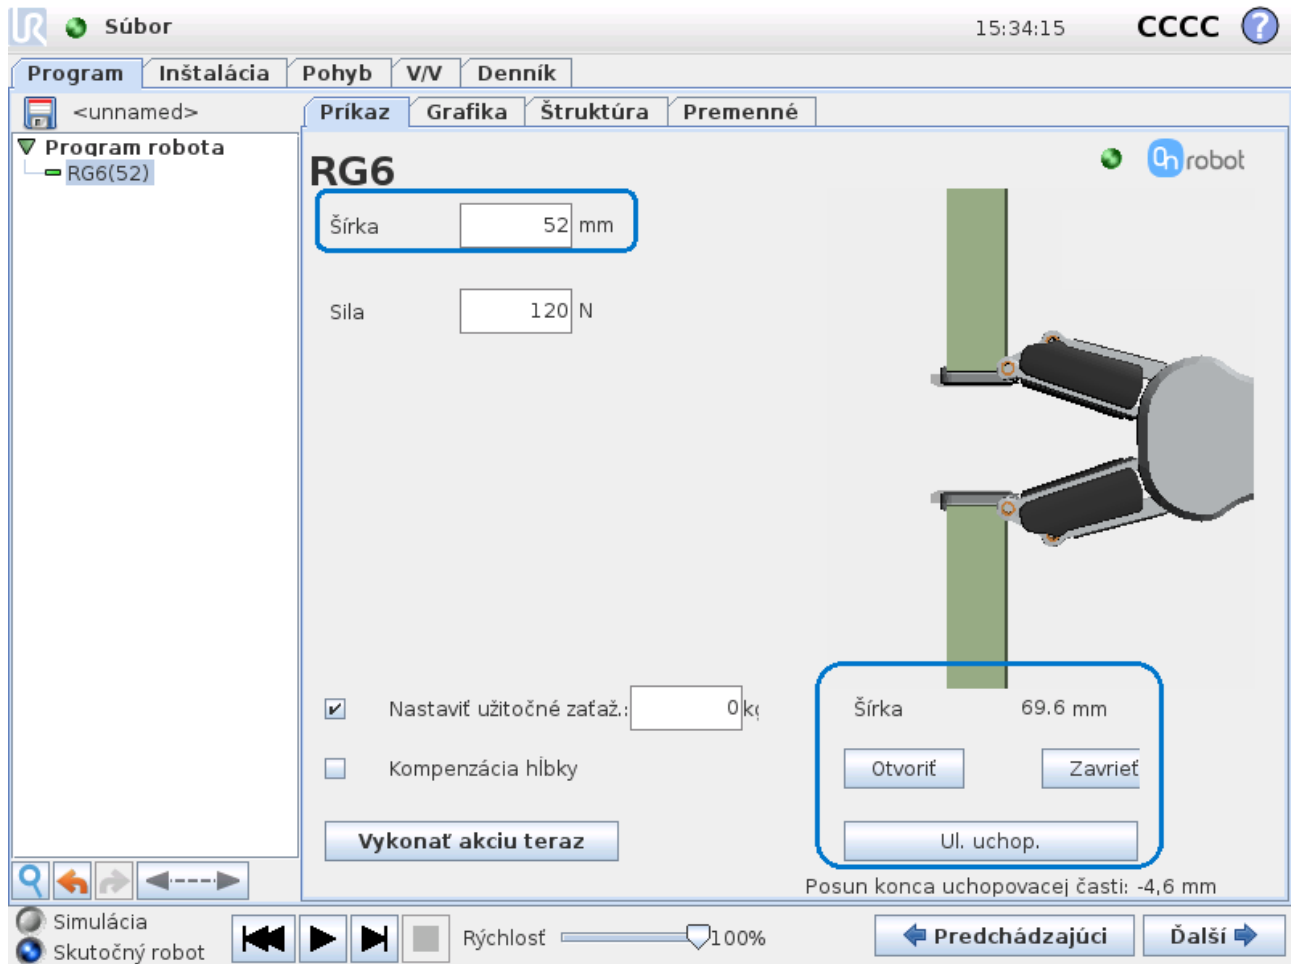 Súbor 15:34:15 CCCC ?
Program Inštalácia Pohyb V/V Denník
<unnamed> Príkaz Grafika Štruktúra Premenné
Program robota
RG6(52)
RG6
On robot
Šírka 52 mm
Sila 120 N
Nastaviť užitočné zaťaž.: 0 kg Šírka 69.6 mm
Kompenzácia hĺbky Otvoriť Zavrieť
Vykonať akciu teraz Ul. uchop.
Posun konca uchopovacej časti: -4,6 mm
Simulácia
Skutočný robot Rýchlosť 100% Predchádzajúci Ďalší